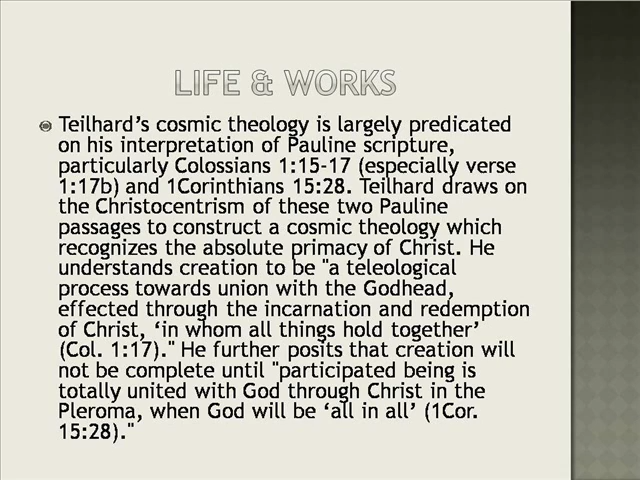 LIFE & WORKS
Teilhard’s cosmic theology is largely predicated
on his interpretation of Pauline scripture,
particularly Colossians 1:15-17 (especially verse
1:17b) and 1Corinthians 15:28. Teilhard draws on
the Christocentrism of these two Pauline
passages to construct a cosmic theology which
recognizes the absolute primacy of Christ. He
understands creation to be "a teleological
process towards union with the Godhead,
effected through the incarnation and redemption
of Christ, ‘in whom all things hold together’
(Col. 1:17)." He further posits that creation will
not be complete until "participated being is
totally united with God through Christ in the
Pleroma, when God will be ‘all in all’ (1Cor.
15:28)."